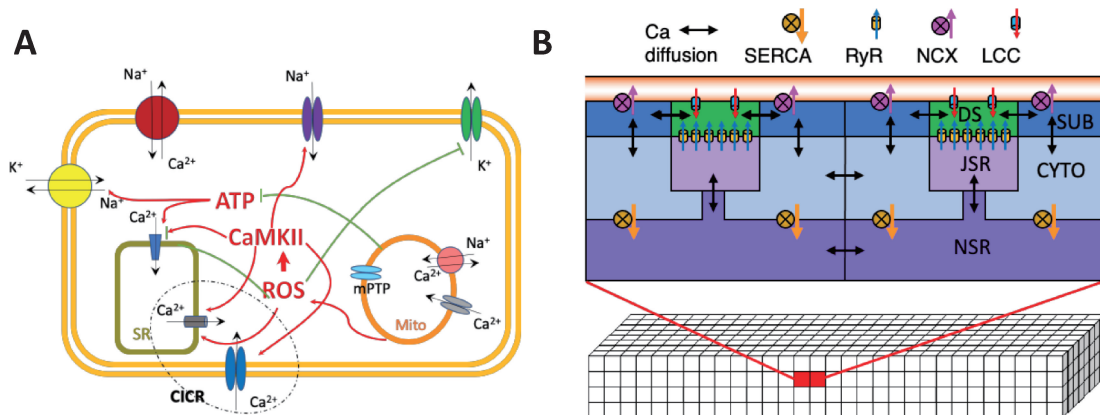 A
Na⁺
Ca²⁺
Na⁺
K⁺
K⁺
Na⁺
Ca²⁺
ATP
CaMKII
ROS
SR
Ca²⁺
CICR
Ca²⁺
mPTP
Mito
Na⁺
Ca²⁺
Ca²⁺
B
Ca
diffusion
SERCA
RyR
NCX
LCC
DS
DS
SUB
JSR
CYTO
NSR